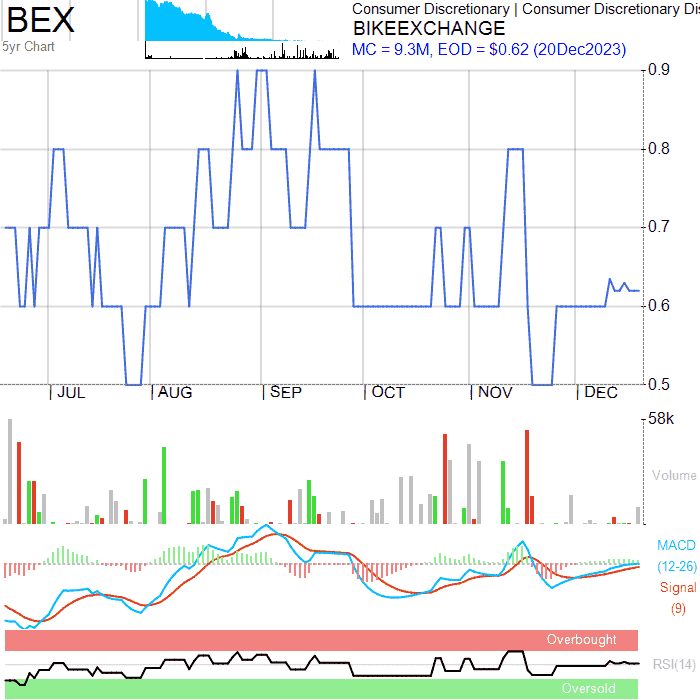 BEX
5yr Chart
Consumer Discretionary | Consumer Discretionary Dis
BIKEEXCHANGE
MC = 9.3M, EOD = $0.62 (20Dec2023)
0.9
0.8
0.7
0.6
0.5
JUL
AUG
SEP
OCT
NOV
DEC
58k
Volume
MACD
(12-26)
Signal
(9)
Overbought
RSI(14)
Oversold